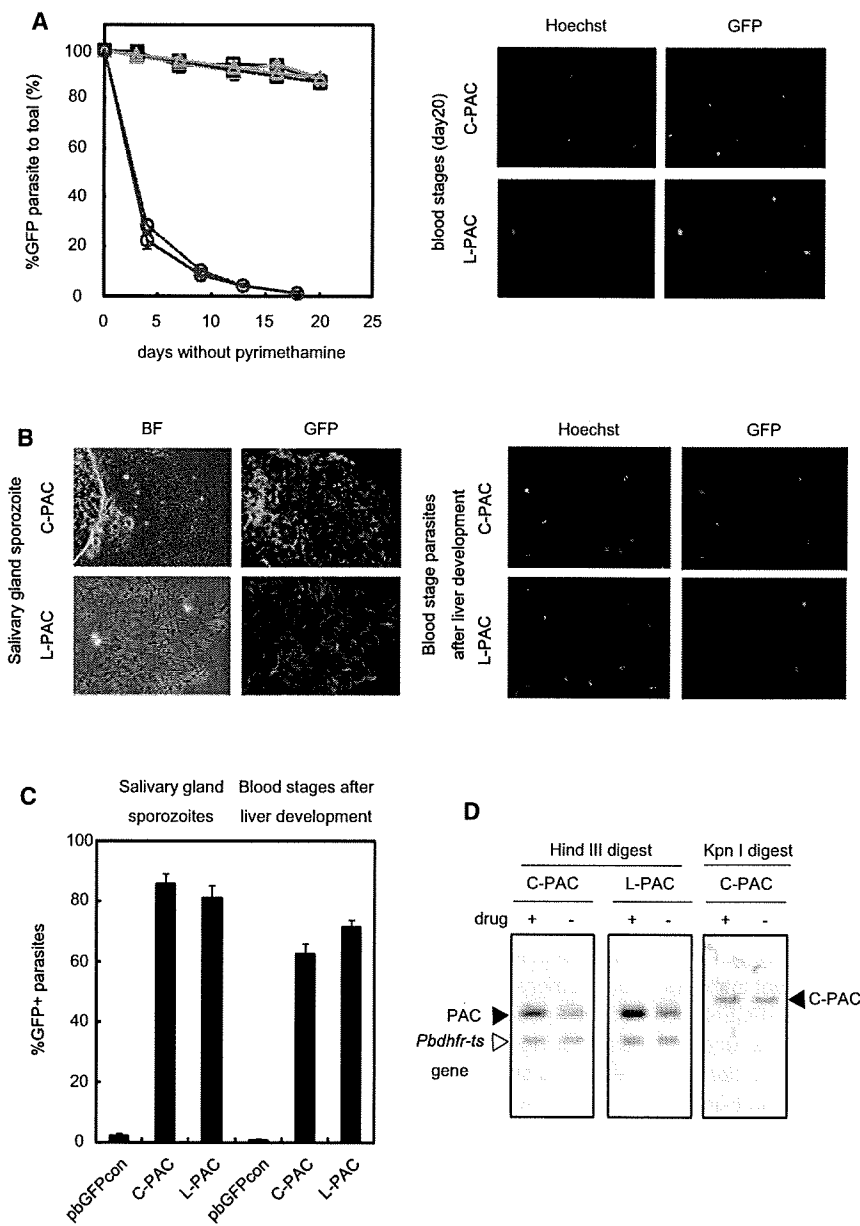 A
%GFP parasite to toal (%)
100
80
60
40
20
0
0 5 10 15 20 25
days without pyrimethamine
Hoechst GFP
blood stages (day20)
C-PAC
L-PAC
B
BF GFP
Salivary gland sporozoite
C-PAC
L-PAC
Hoechst GFP
Blood stage parasites
after liver development
C-PAC
L-PAC
C
Salivary gland
sporozoites
Blood stages after
liver development
%GFP+ parasites
100
80
60
40
20
0
pbGFPcon C-PAC L-PAC pbGFPcon C-PAC L-PAC
D
Hind III digest Kpn I digest
C-PAC L-PAC C-PAC
drug + - + - + -
PAC
Pbdhfr-ts
gene
C-PAC